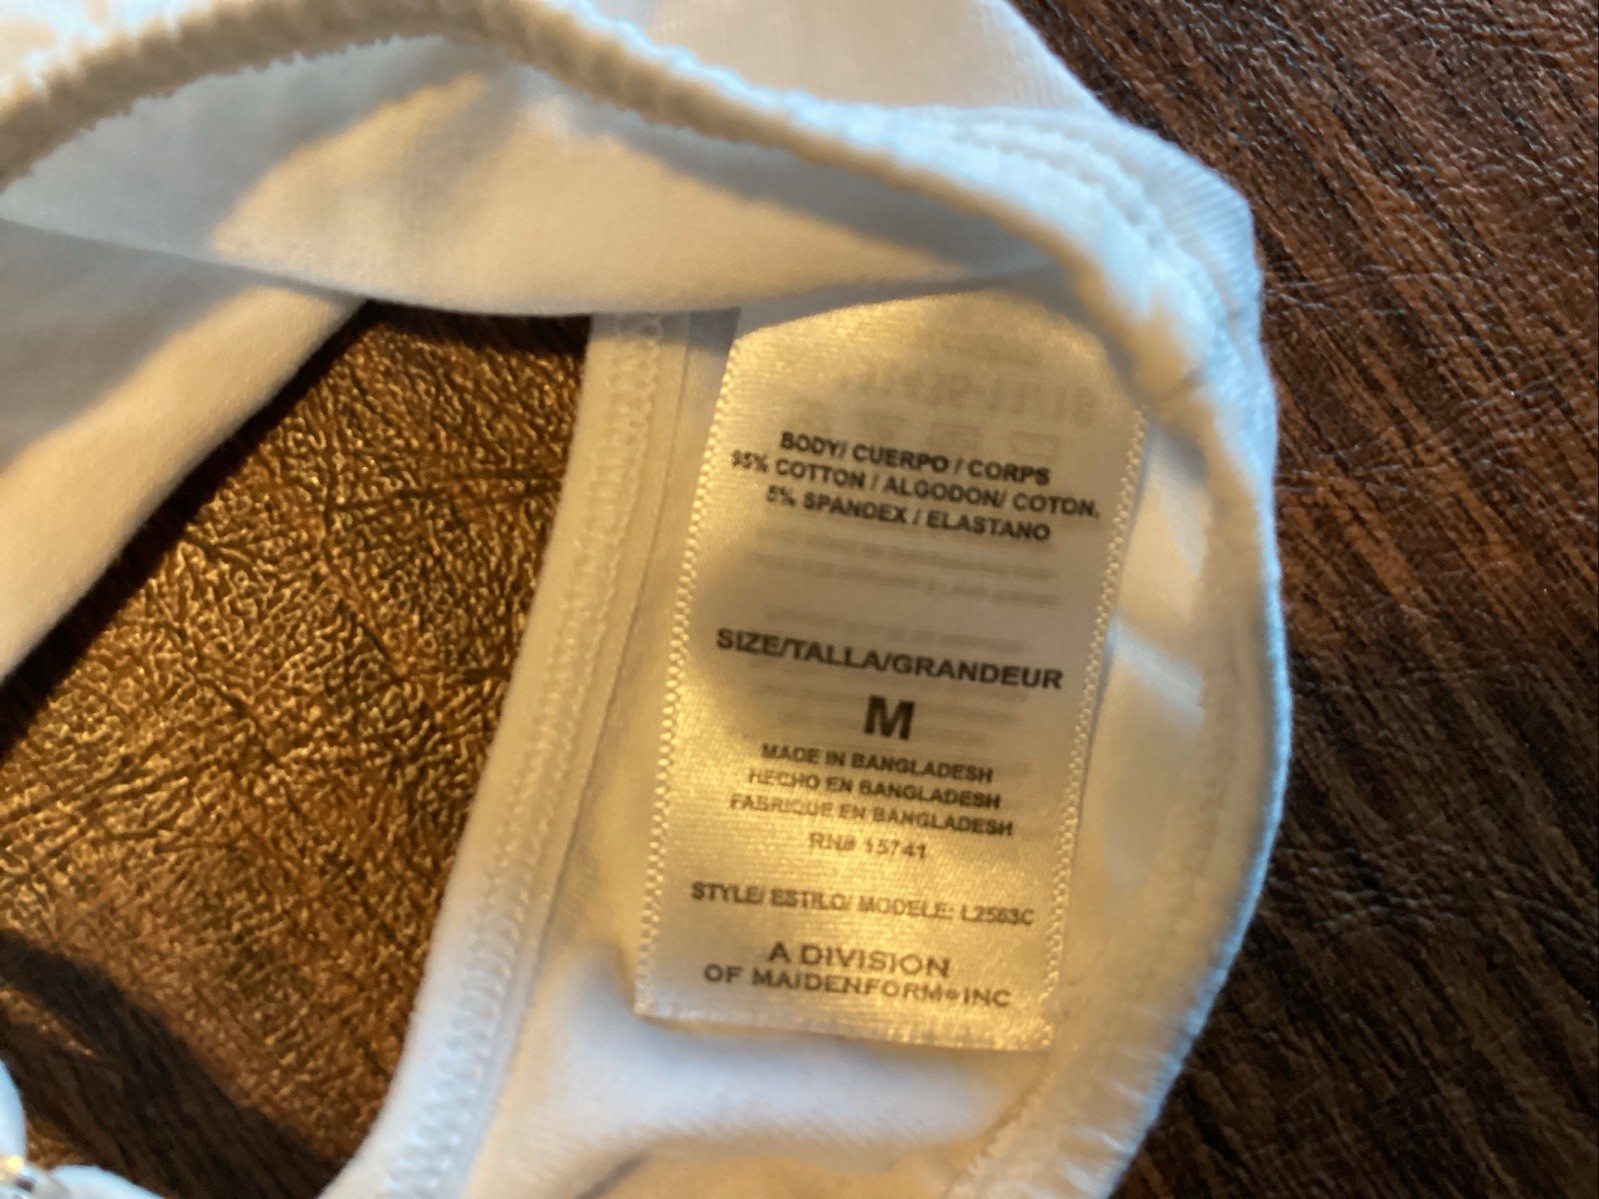 BODY/ CUERPO / CORPS
95% COTTON / ALGODON/ COTON.
5% SPANDEX / ELASTANO
SIZE/TALLA/GRANDEUR
M
MADE IN BANGLADESH
HECHO EN BANGLADESH
FABRIQUE EN BANGLADESH
RN# 15741
STYLE/ ESTILO/ MODELE: L2563C
A DIVISION
OF MAIDENFORM®INC